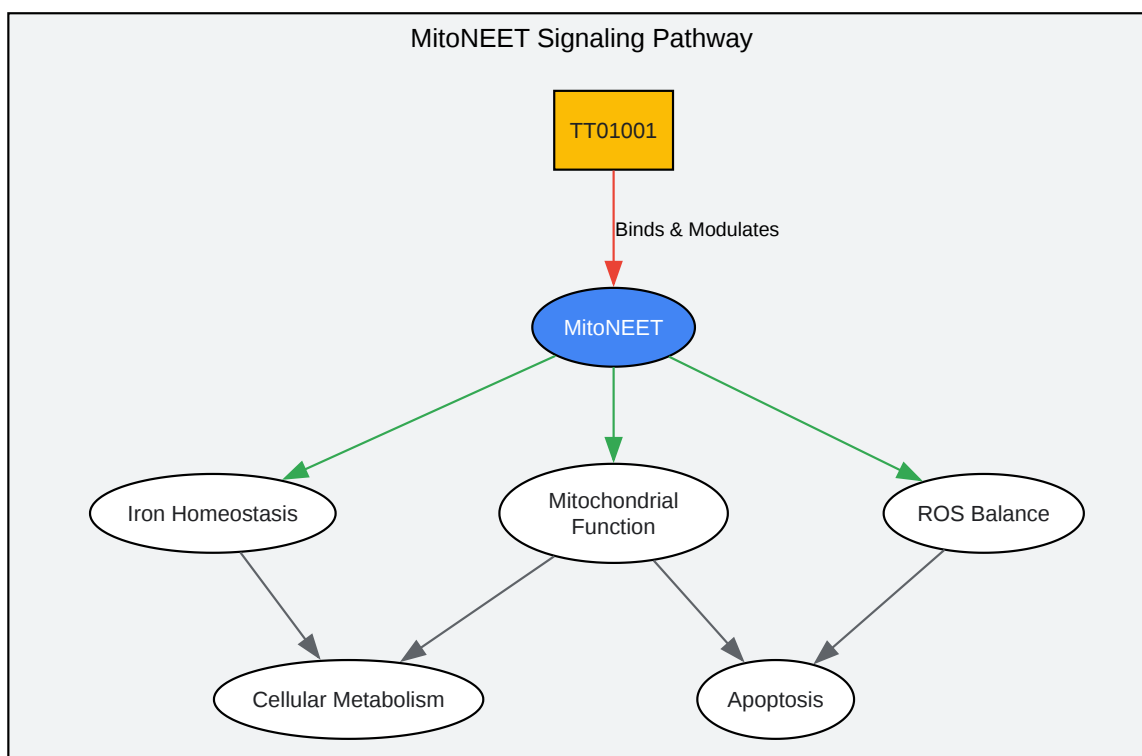 MitoNEET Signaling Pathway
TT01001
Binds & Modulates
MitoNEET
Iron Homeostasis
Mitochondrial
Function
ROS Balance
Cellular Metabolism
Apoptosis